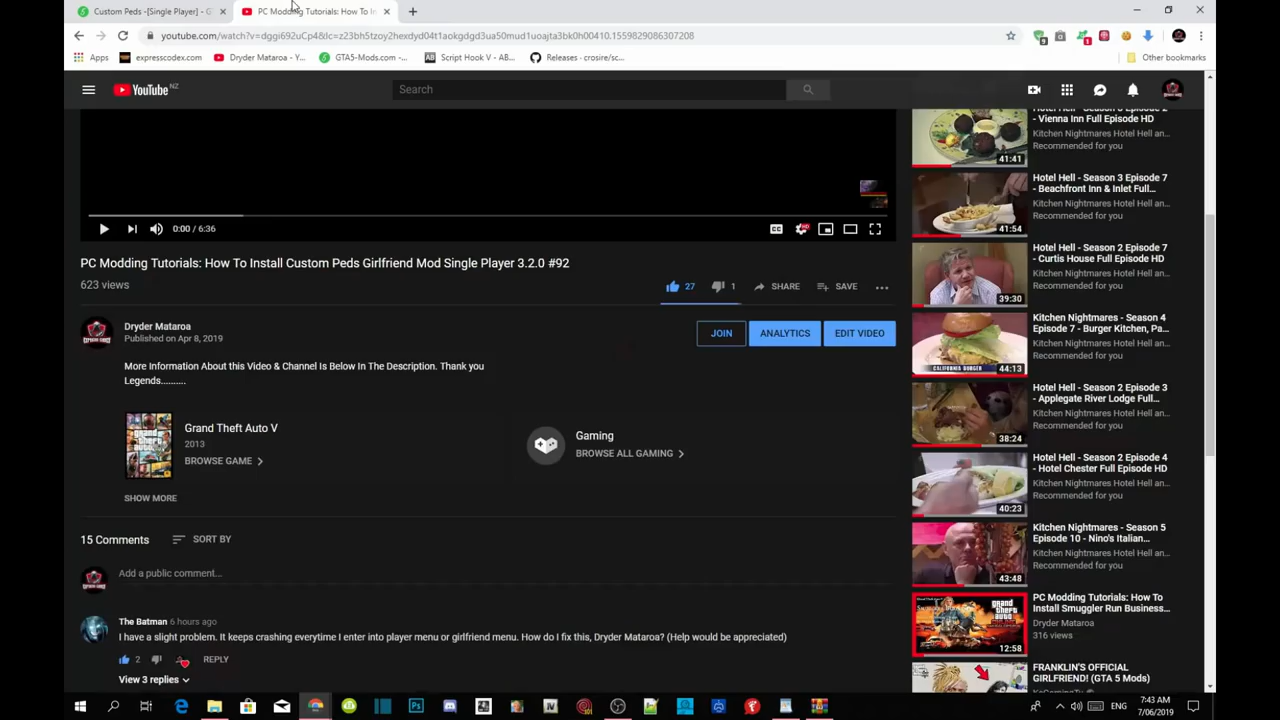 Custom Peds -[Single Player] - G
PC Modding Tutorials: How To In
youtube.com/watch?v=dggi692uCp4&lc=z23bh5tzoy2hexdyd04t1aokgdgd3ua50mud1uoajta3bk0h00410.1559829086307208
Apps
expresscodex.com
Dryder Mataroa - Y...
GTA5-Mods.com -...
Script Hook V - AB...
Releases · crosire/sc...
Other bookmarks
YouTube NZ
Search
0:00 / 6:36
PC Modding Tutorials: How To Install Custom Peds Girlfriend Mod Single Player 3.2.0 #92
623 views
27
1
SHARE
SAVE
Dryder Mataroa
Published on Apr 8, 2019
JOIN
ANALYTICS
EDIT VIDEO
More Information About this Video & Channel Is Below In The Description. Thank you
Legends.........
Grand Theft Auto V
2013
BROWSE GAME
Gaming
BROWSE ALL GAMING
SHOW MORE
15 Comments
SORT BY
Add a public comment...
The Batman 6 hours ago
I have a slight problem. It keeps crashing everytime I enter into player menu or girlfriend menu. How do I fix this, Dryder Mataroa? (Help would be appreciated)
2
REPLY
View 3 replies
Hotel Hell - Season 3 Episode 2
- Vienna Inn Full Episode HD
Kitchen Nightmares Hotel Hell an...
Recommended for you
41:41
Hotel Hell - Season 3 Episode 7
- Beachfront Inn & Inlet Full...
Kitchen Nightmares Hotel Hell an...
Recommended for you
41:54
Hotel Hell - Season 2 Episode 7
- Curtis House Full Episode HD
Kitchen Nightmares Hotel Hell an...
Recommended for you
39:30
Kitchen Nightmares - Season 4
Episode 7 - Burger Kitchen, Pa...
Kitchen Nightmares Hotel Hell an...
Recommended for you
CALIFORNIA BURGER
44:13
Hotel Hell - Season 2 Episode 3
- Applegate River Lodge Full...
Kitchen Nightmares Hotel Hell an...
Recommended for you
38:24
Hotel Hell - Season 2 Episode 4
- Hotel Chester Full Episode HD
Kitchen Nightmares Hotel Hell an...
Recommended for you
40:23
Kitchen Nightmares - Season 5
Episode 10 - Nino's Italian...
Kitchen Nightmares Hotel Hell an...
Recommended for you
43:48
PC Modding Tutorials: How To
Install Smuggler Run Business...
Dryder Mataroa
316 views
grand theft auto
12:58
FRANKLIN'S OFFICIAL
GIRLFRIEND! (GTA 5 Mods)
ENG
7:43 AM
7/06/2019